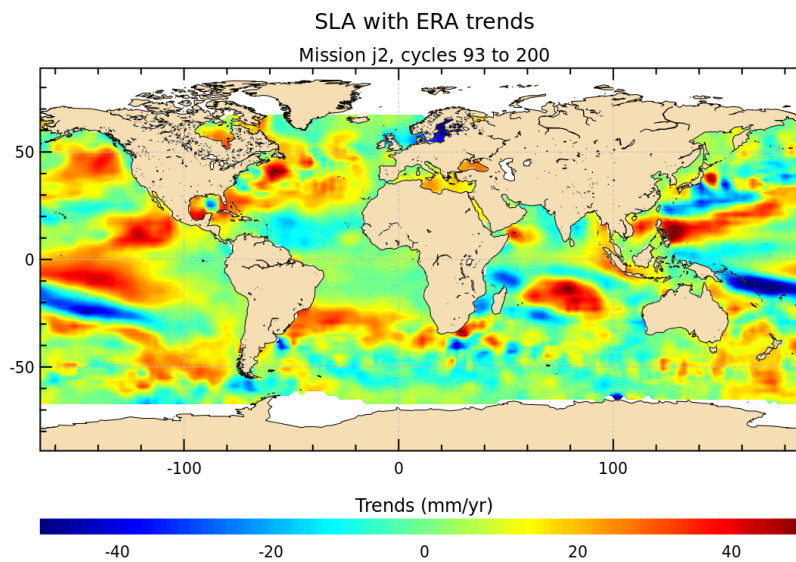 SLA with ERA trends
Mission j2, cycles 93 to 200
50
0
-50
-100 0 100
Trends (mm/yr)
-40 -20 0 20 40